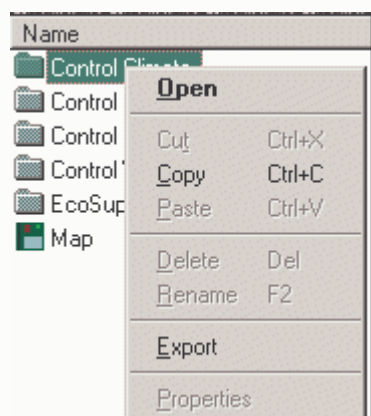 Name
Control Climate
Open
Control
Cut Ctrl+X
Control
Copy Ctrl+C
Control
Paste Ctrl+V
EcoSup
Map
Delete Del
Rename F2
Export
Properties